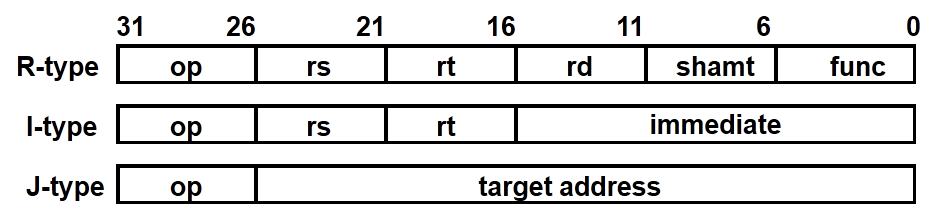 31 26 21 16 11 6 0
R-type op rs rt rd shamt func
I-type op rs rt immediate
J-type op target address